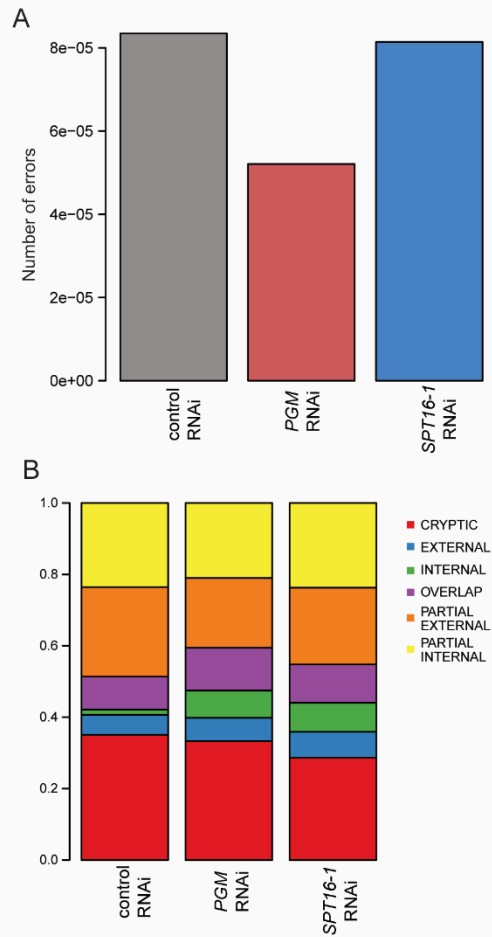 A
Number of errors
8e−05
6e−05
4e−05
2e−05
0e+00
control
RNAi
PGM
RNAi
SPT16-1
RNAi
B
1.0
0.8
0.6
0.4
0.2
0.0
CRYPTIC
EXTERNAL
INTERNAL
OVERLAP
PARTIAL
EXTERNAL
PARTIAL
INTERNAL
control
RNAi
PGM
RNAi
SPT16-1
RNAi